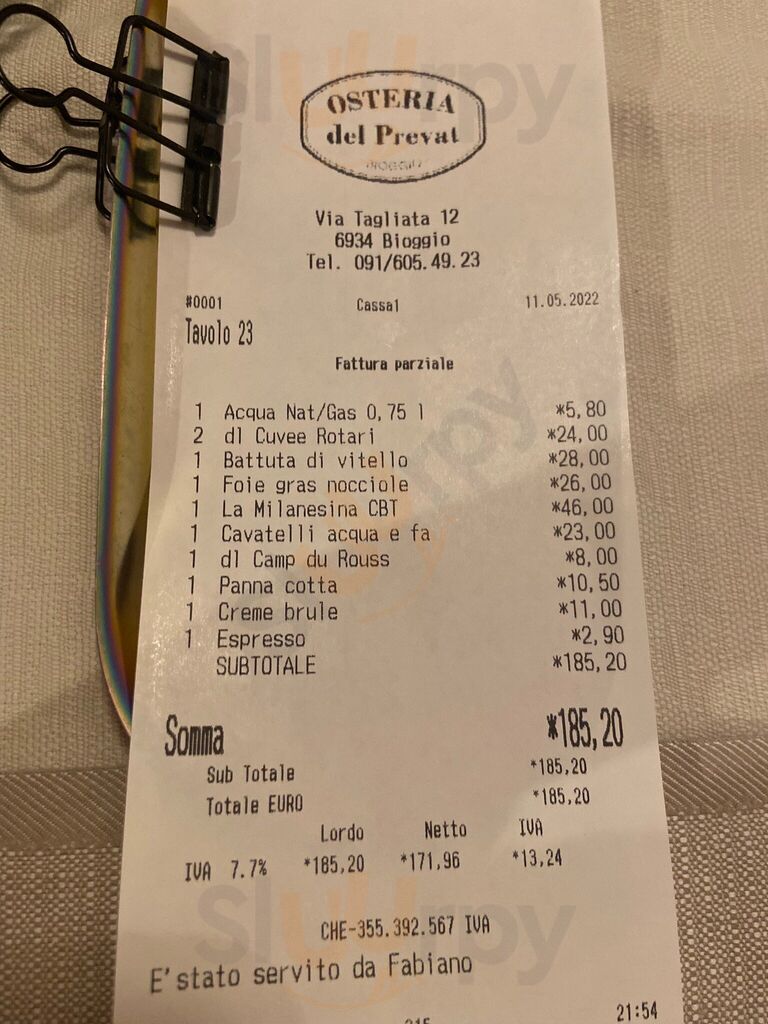 OSTERIA
del Prevat
BIOGGIO
Via Tagliata 12
6934 Bioggio
Tel. 091/605.49.23
#0001 Cassa1 11.05.2022
Tavolo 23
Fattura parziale
1 Acqua Nat/Gas 0,75 l *5,80
2 dl Cuvee Rotari *24,00
1 Battuta di vitello *28,00
1 Foie gras nocciole *26,00
1 La Milanesina CBT *46,00
1 Cavatelli acqua e fa *23,00
1 dl Camp du Rouss *8,00
1 Panna cotta *10,50
1 Creme brule *11,00
1 Espresso *2,90
SUBTOTALE *185,20
Somma *185,20
Sub Totale *185,20
Totale EURO *185,20
Lordo Netto IVA
IVA 7.7% *185,20 *171,96 *13,24
CHE-355.392.567 IVA
E'stato servito da Fabiano
21:54
Sluurpy
Sluurpy
Sluurpy